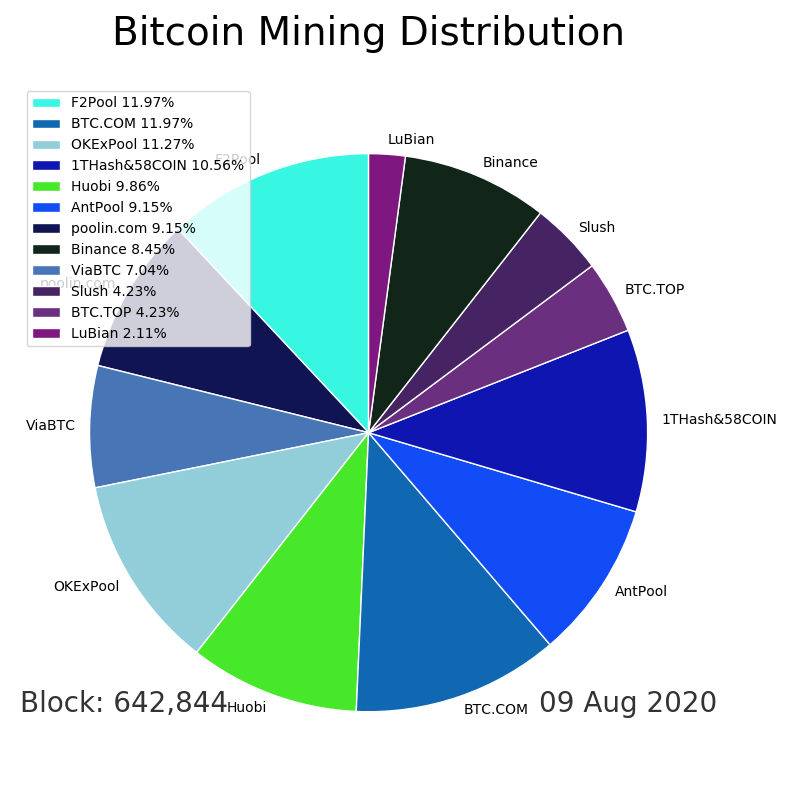 Bitcoin Mining Distribution
F2Pool 11.97%
BTC.COM 11.97%
OKExPool 11.27%
1THash&58COIN 10.56%
Huobi 9.86%
AntPool 9.15%
poolin.com 9.15%
Binance 8.45%
ViaBTC 7.04%
Slush 4.23%
BTC.TOP 4.23%
LuBian 2.11%
LuBian
Binance
F2Pool
Slush
poolin.com
BTC.TOP
1THash&58COIN
ViaBTC
OKExPool
AntPool
Block: 642,844
Huobi
BTC.COM
09 Aug 2020